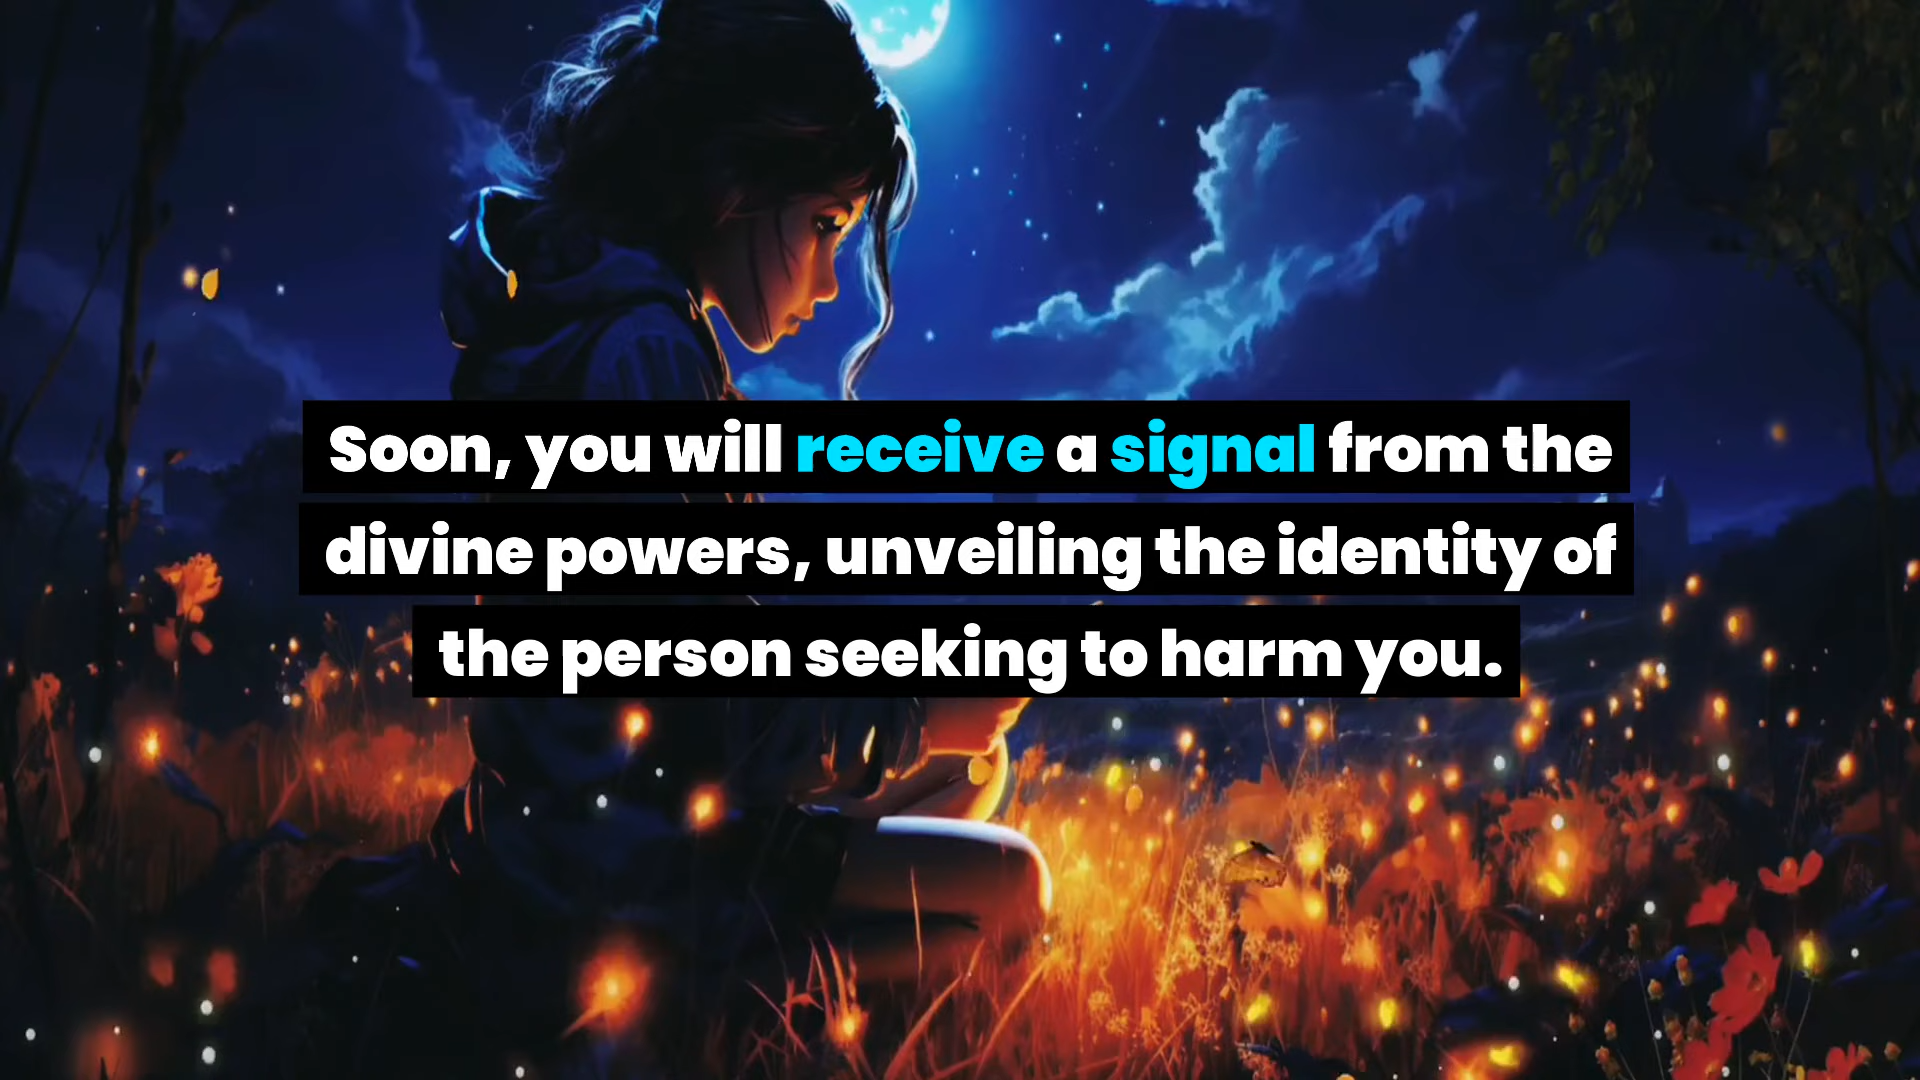 Soon, you will receive a signal from the
divine powers, unveiling the identity of
the person seeking to harm you.